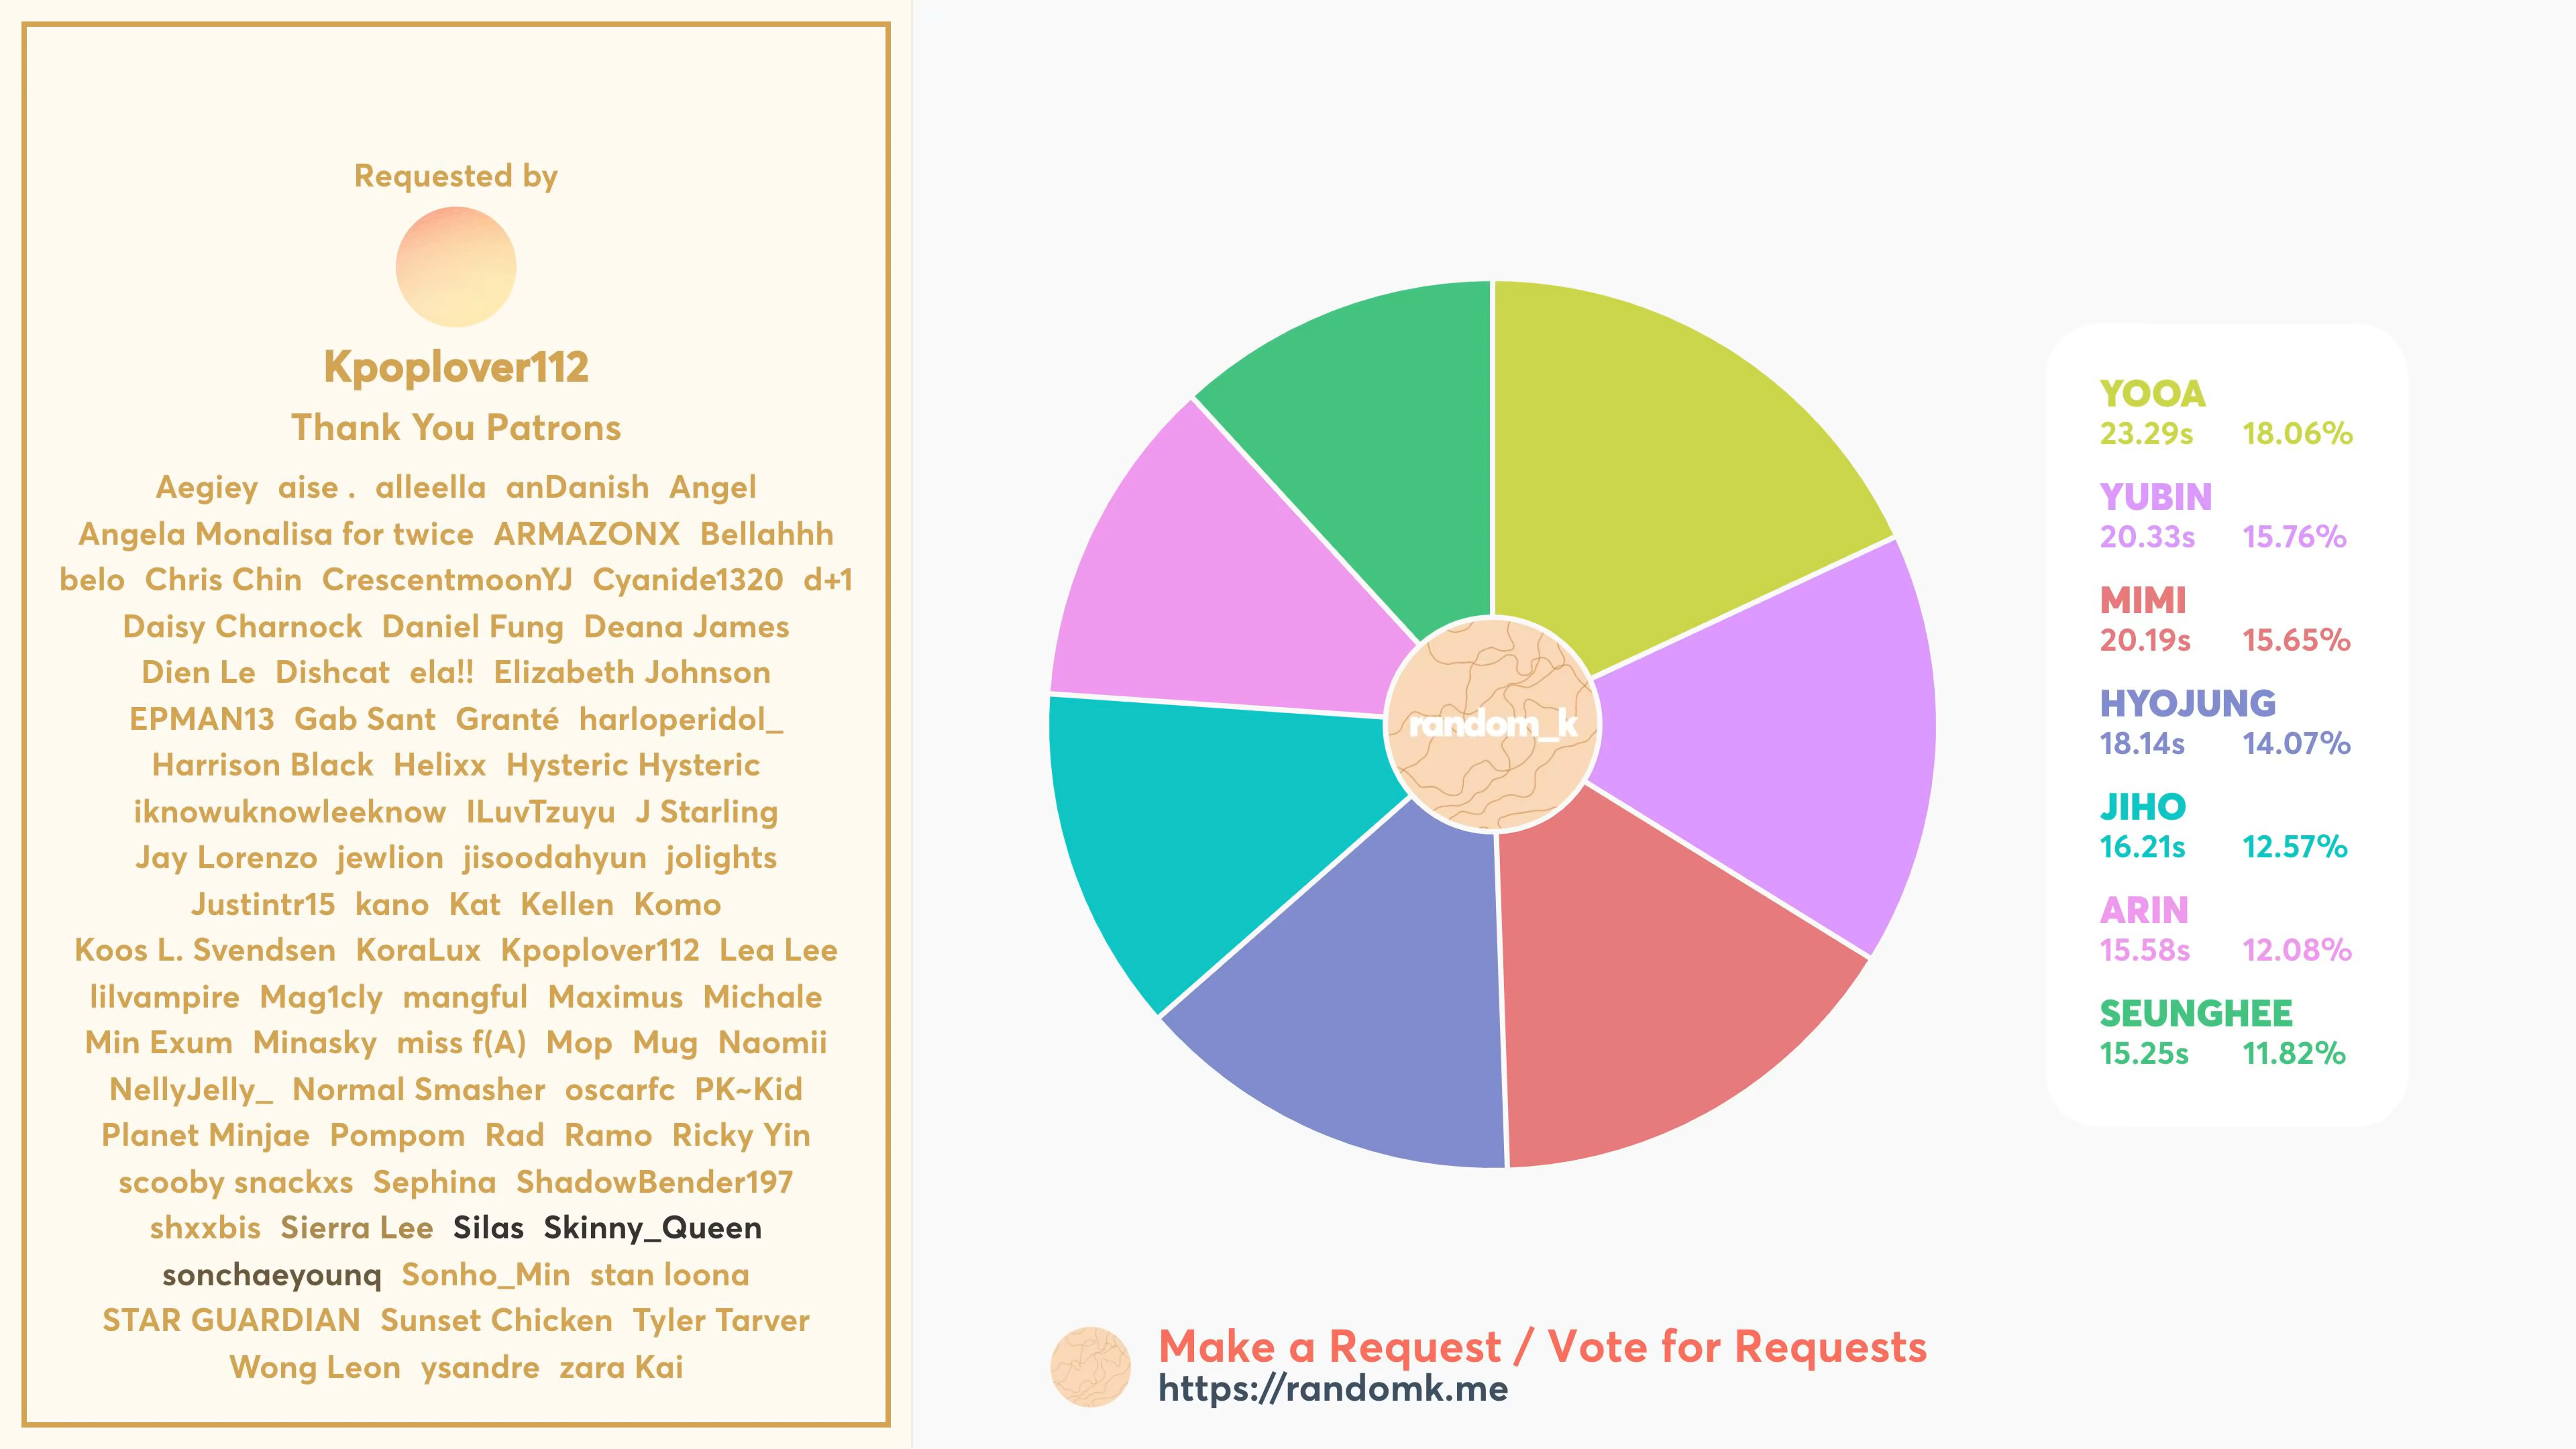 Requested by
Kpoplover112
Thank You Patrons
Aegiey aise . alleella anDanish Angel
Angela Monalisa for twice ARMAZONX Bellahhh
belo Chris Chin CrescentmoonYJ Cyanide1320 d+1
Daisy Charnock Daniel Fung Deana James
Dien Le Dishcat ela!! Elizabeth Johnson
EPMAN13 Gab Sant Granté harloperidol_
Harrison Black Helixx Hysteric Hysteric
iknowuknowleeknow ILuvTzuyu J Starling
Jay Lorenzo jewlion jisoodahyun jolights
Justintr15 kano Kat Kellen Komo
Koos L. Svendsen KoraLux Kpoplover112 Lea Lee
lilvampire Mag1cly mangful Maximus Michale
Min Exum Minasky miss f(A) Mop Mug Naomii
NellyJelly_ Normal Smasher oscarfc PK~Kid
Planet Minjae Pompom Rad Ramo Ricky Yin
scooby snackxs Sephina ShadowBender197
shxxbis Sierra Lee Silas Skinny_Queen
sonchaeyounq Sonho_Min stan loona
STAR GUARDIAN Sunset Chicken Tyler Tarver
Wong Leon ysandre zara Kai
random_k
YOOA
23.29s 18.06%
YUBIN
20.33s 15.76%
MIMI
20.19s 15.65%
HYOJUNG
18.14s 14.07%
JIHO
16.21s 12.57%
ARIN
15.58s 12.08%
SEUNGHEE
15.25s 11.82%
Make a Request / Vote for Requests
https://randomk.me